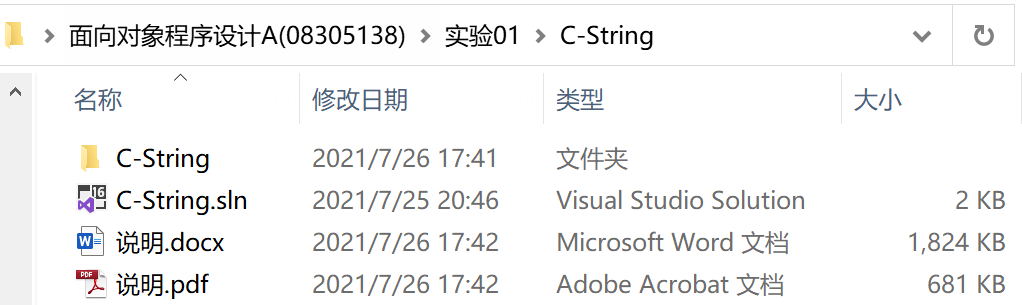 面向对象程序设计A(08305138) 实验01 C-String
名称 修改日期 类型 大小
C-String 2021/7/26 17:41 文件夹
16
C-String.sln 2021/7/25 20:46 Visual Studio Solution 2 KB
W 说明.docx 2021/7/26 17:42 Microsoft Word 文档 1,824 KB
PDF 说明.pdf 2021/7/26 17:42 Adobe Acrobat 文档 681 KB